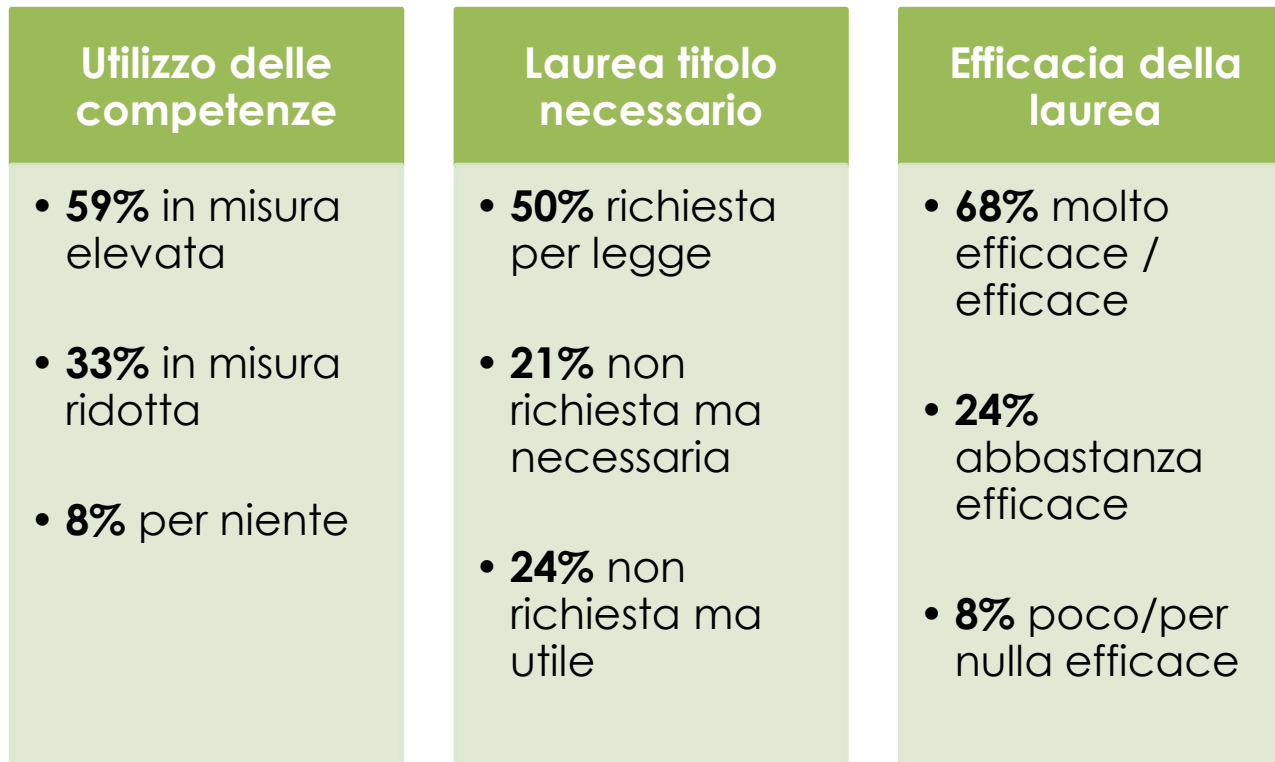 Utilizzo delle
competenze
• 59% in misura
elevata
• 33% in misura
ridotta
• 8% per niente
Laurea titolo
necessario
• 50% richiesta
per legge
• 21% non
richiesta ma
necessaria
• 24% non
richiesta ma
utile
Efficacia della
laurea
• 68% molto
efficace /
efficace
• 24%
abbastanza
efficace
• 8% poco/per
nulla efficace